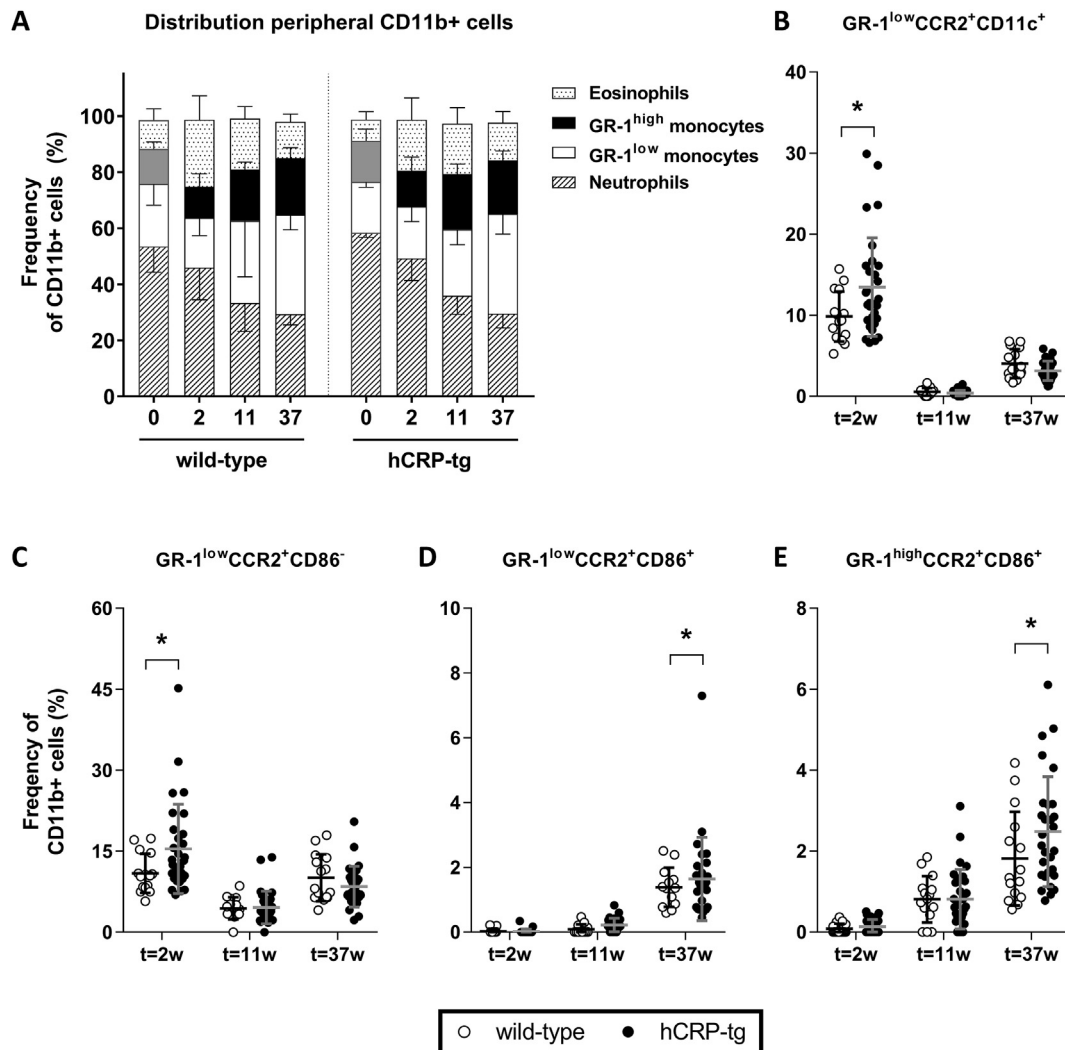 A
Distribution peripheral CD11b+ cells
Frequency
of CD11b+ cells (%)
100
80
60
40
20
0
0 2 11 37 0 2 11 37
wild-type hCRP-tg
Eosinophils
GR-1high monocytes
GR-1low monocytes
Neutrophils
B
GR-1lowCCR2+CD11c+
40
30
20
10
0
*
t=2w t=11w t=37w
C
GR-1lowCCR2+CD86-
Freqency of
CD11b+ cells (%)
60
45
30
15
0
*
t=2w t=11w t=37w
D
GR-1lowCCR2+CD86+
10
8
6
4
2
0
*
t=2w t=11w t=37w
E
GR-1highCCR2+CD86+
8
6
4
2
0
*
t=2w t=11w t=37w
wild-type hCRP-tg